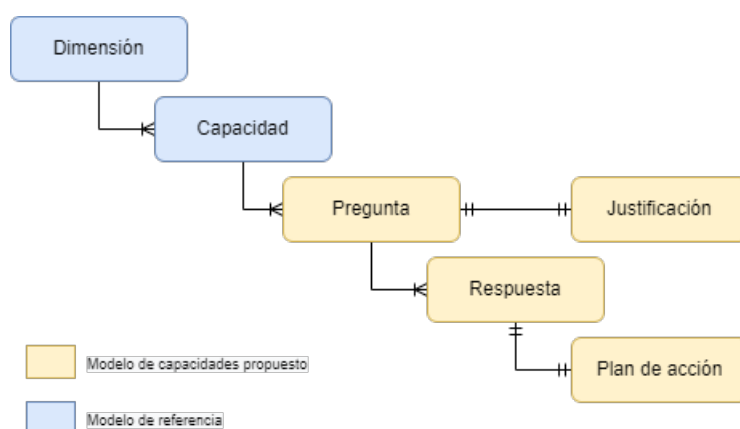 Dimensión
Capacidad
Pregunta
Justificación
Respuesta
Plan de acción
Modelo de capacidades propuesto
Modelo de referencia